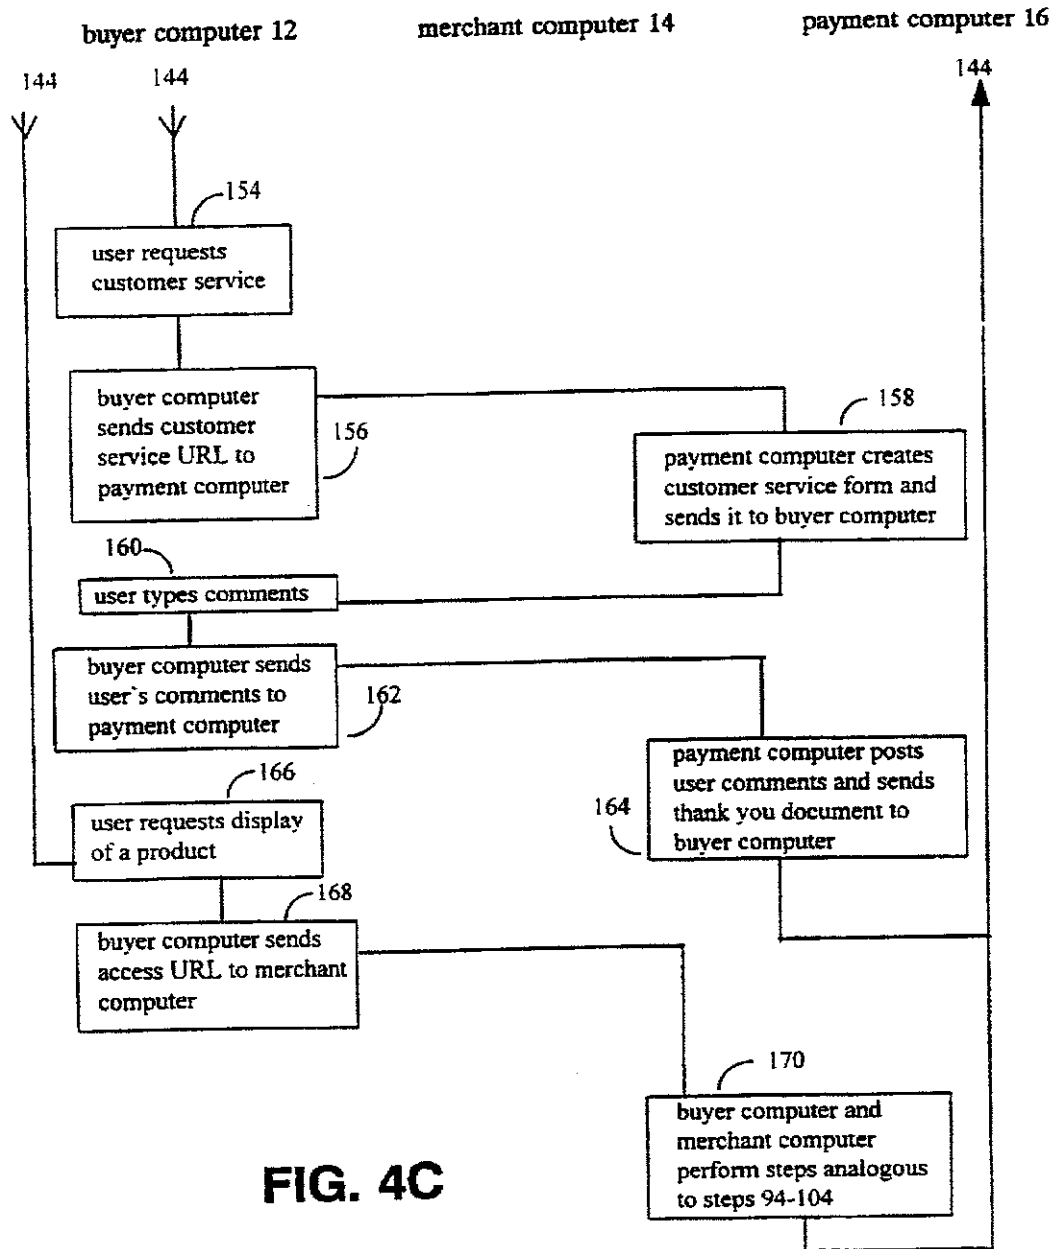 buyer computer 12
merchant computer 14
payment computer 16
144
144
144
154
user requests
customer service
buyer computer
sends customer
service URL to
payment computer
156
158
payment computer creates
customer service form and
sends it to buyer computer
160
user types comments
buyer computer sends
user`s comments to
payment computer
162
payment computer posts
user comments and sends
thank you document to
buyer computer
164
166
user requests display
of a product
168
buyer computer sends
access URL to merchant
computer
170
buyer computer and
merchant computer
perform steps analogous
to steps 94-104
FIG. 4C